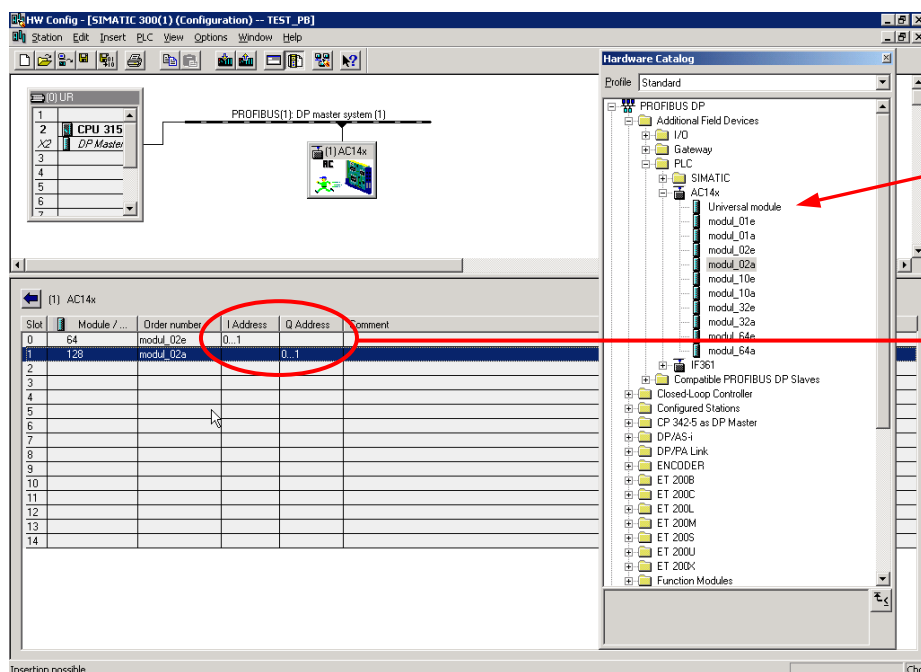 HW Config - [SIMATIC 300(1) (Configuration) -- TEST_PB]
Station Edit Insert PLC View Options Window Help
(0) UR
1
2 CPU 315
X2 DP Master
3
4
5
6
7
PROFIBUS(1): DP master system (1)
(1) AC14x
RC
(1) AC14x
Slot Module / ... Order number I Address Q Address Comment
0 64 modul_02e 0...1
1 128 modul_02a 0...1
2
3
4
5
6
7
8
9
10
11
12
13
14
Hardware Catalog
Profile Standard
PROFIBUS DP
Additional Field Devices
I/O
Gateway
PLC
SIMATIC
AC14x
Universal module
modul_01e
modul_01a
modul_02e
modul_02a
modul_10e
modul_10a
modul_32e
modul_32a
modul_64e
modul_64a
IF361
Compatible PROFIBUS DP Slaves
Closed-Loop Controller
Configured Stations
CP 342-5 as DP Master
DP/AS-i
DP/PA Link
ENCODER
ET 200B
ET 200C
ET 200L
ET 200M
ET 200S
ET 200U
ET 200X
Function Modules
Insertion possible